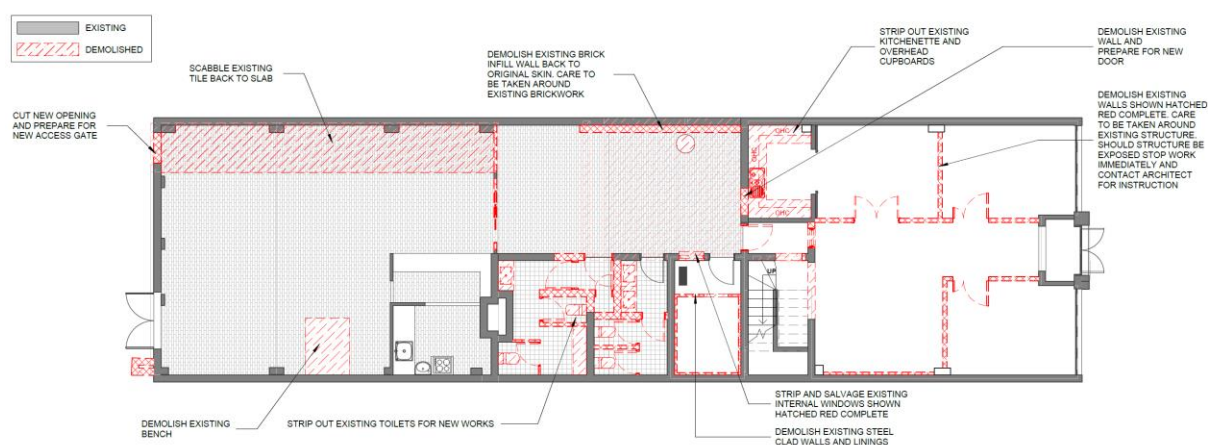 EXISTING
DEMOLISHED
SCABBLE EXISTING
TILE BACK TO SLAB
DEMOLISH EXISTING BRICK
INFILL WALL BACK TO
ORIGINAL SKIN. CARE TO
BE TAKEN AROUND
EXISTING BRICKWORK
STRIP OUT EXISTING
KITCHENETTE AND
OVERHEAD
CUPBOARDS
DEMOLISH EXISTING
WALL AND
PREPARE FOR NEW
DOOR
CUT NEW OPENING
AND PREPARE FOR
NEW ACCESS GATE
DEMOLISH EXISTING
WALLS SHOWN HATCHED
RED COMPLETE. CARE
TO BE TAKEN AROUND
EXISTING STRUCTURE.
SHOULD STRUCTURE BE
EXPOSED STOP WORK
IMMEDIATELY AND
CONTACT ARCHITECT
FOR INSTRUCTION
OHC
OHC
OHC
UP
DEMOLISH EXISTING
BENCH
STRIP OUT EXISTING TOILETS FOR NEW WORKS
STRIP AND SALVAGE EXISTING
INTERNAL WINDOWS SHOWN
HATCHED RED COMPLETE
DEMOLISH EXISTING STEEL
CLAD WALLS AND LININGS